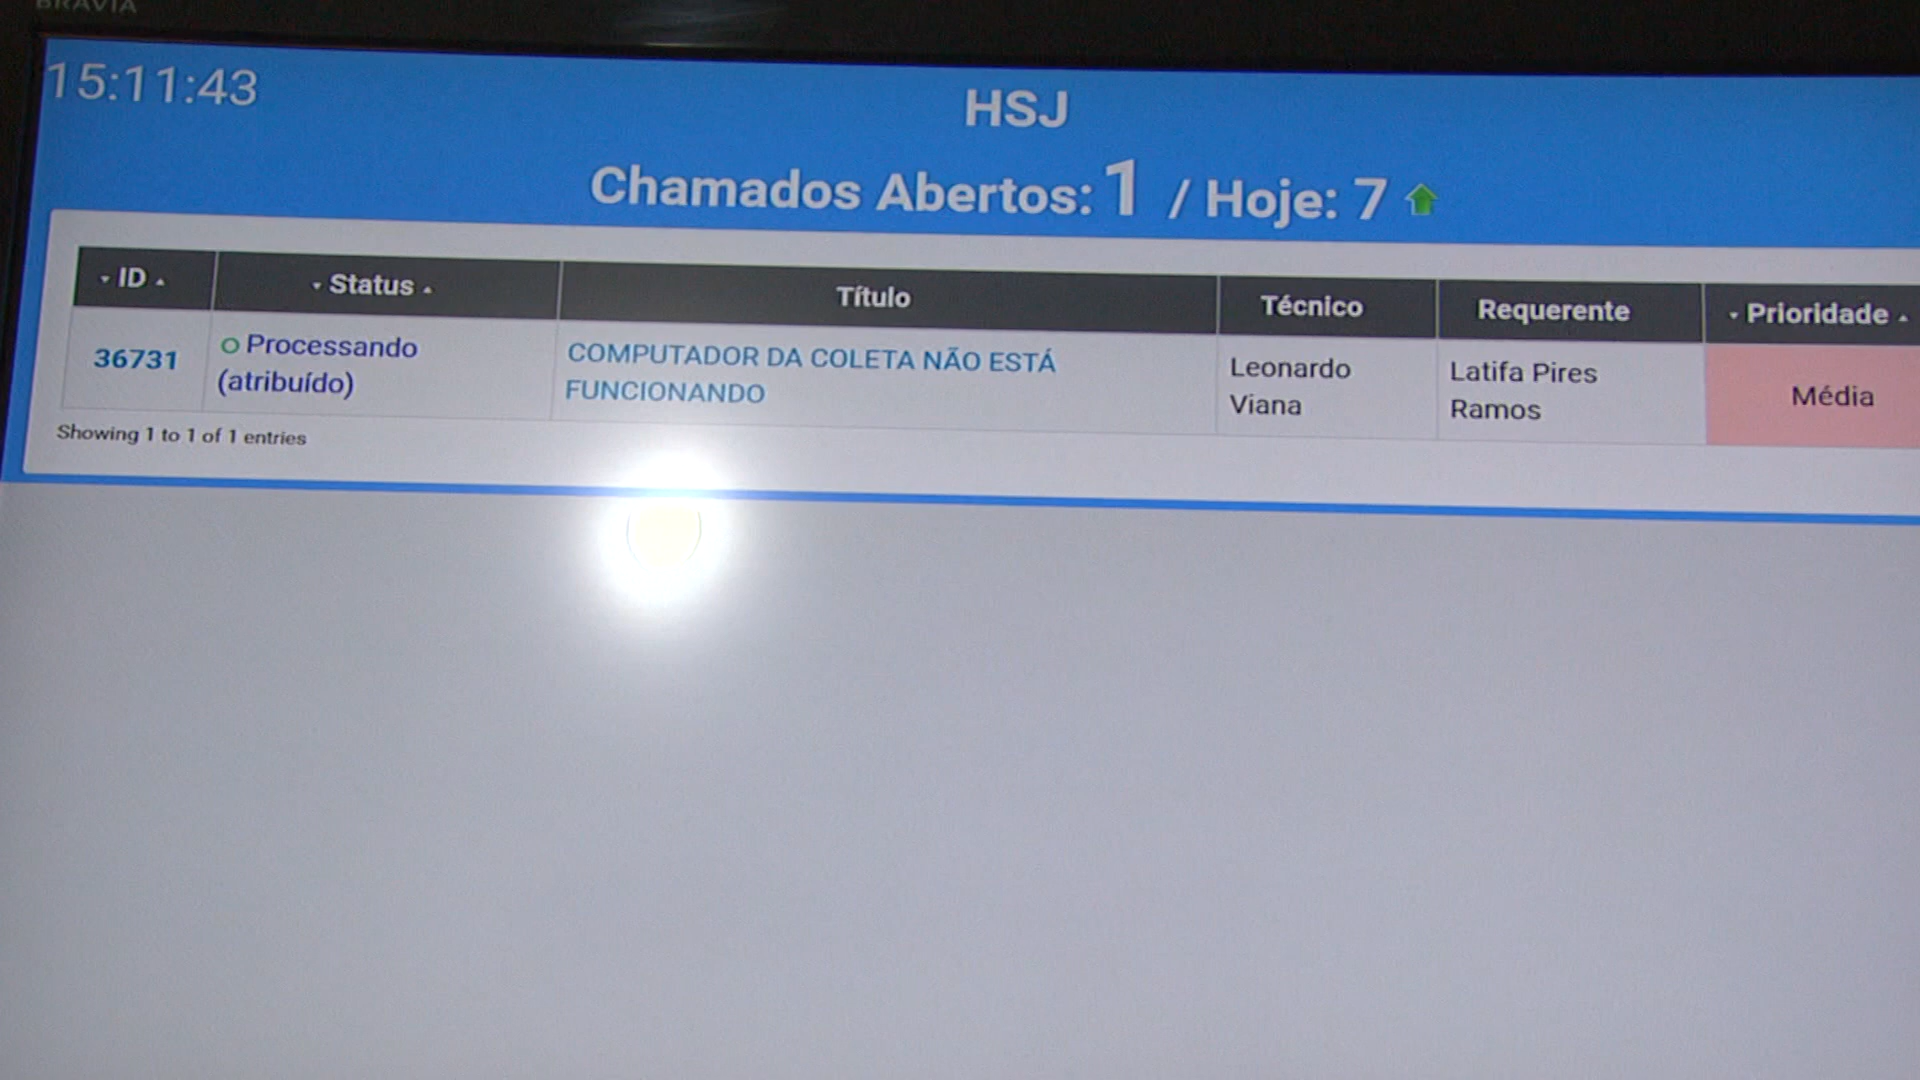 BRAVIA
15:11:43
HSJ
Chamados Abertos: 1 / Hoje: 7
ID
Status
Título
Técnico
Requerente
Prioridade
36731
Processando
(atribuído)
COMPUTADOR DA COLETA NÃO ESTÁ
FUNCIONANDO
Leonardo
Viana
Latifa Pires
Ramos
Média
Showing 1 to 1 of 1 entries